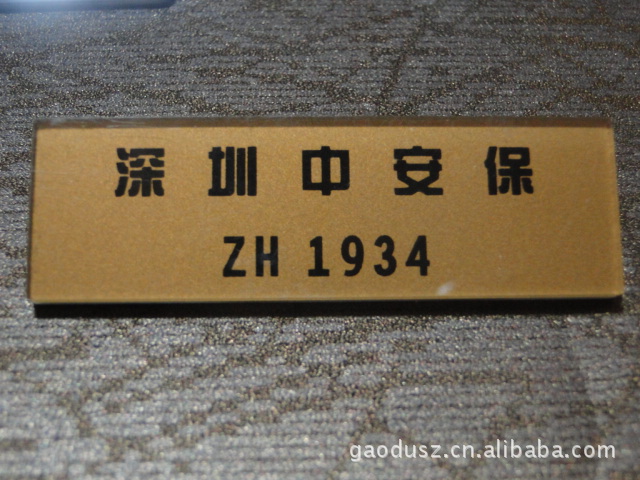 深圳中安保
ZH 1934
gaodusz.cn.alibaba.com